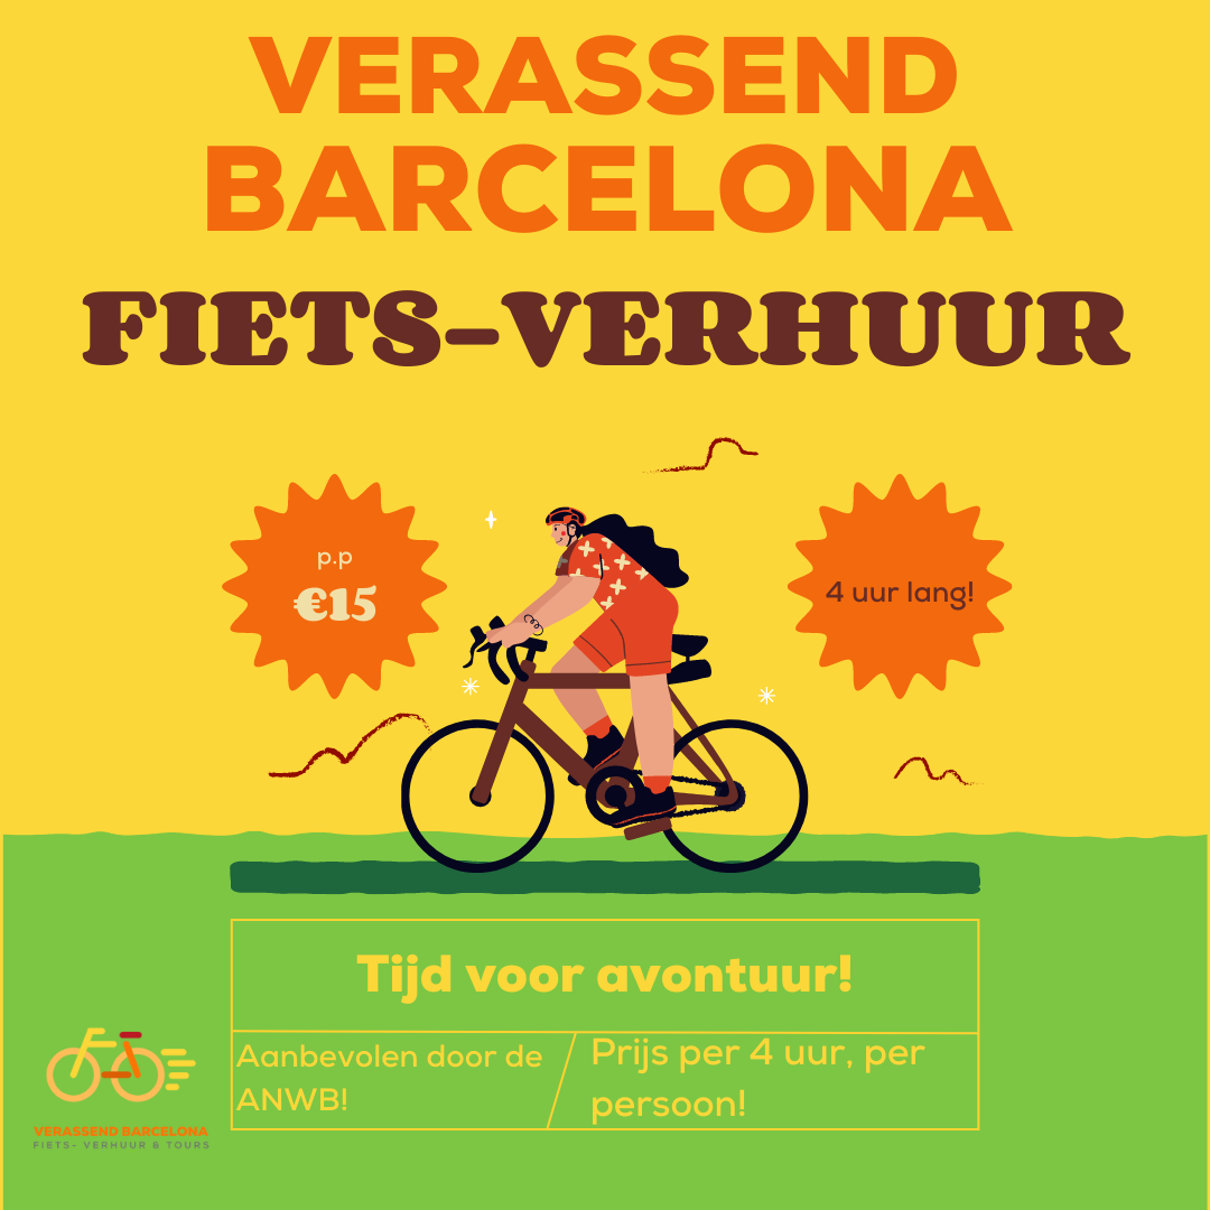 VERASSEND
BARCELONA
FIETS-VERHUUR
p.p
€15
4 uur lang!
Tijd voor avontuur!
Aanbevolen door de
ANWB!
Prijs per 4 uur, per
persoon!
VERASSEND BARCELONA
FIETS- VERHUUR & TOURS